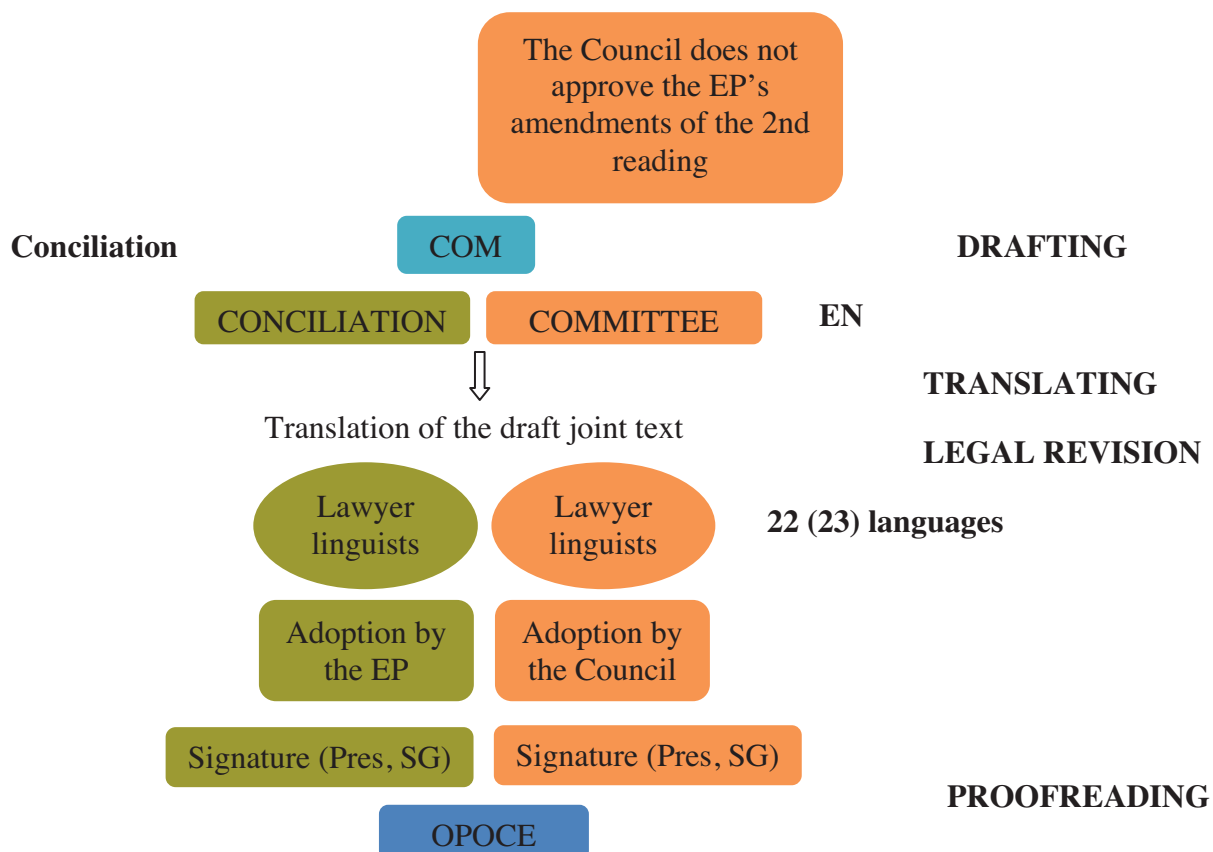 The Council does not
approve the EP’s
amendments of the 2nd
reading
Conciliation
COM
DRAFTING
CONCILIATION
COMMITTEE
EN
TRANSLATING
Translation of the draft joint text
LEGAL REVISION
Lawyer
linguists
Lawyer
linguists
22 (23) languages
Adoption by
the EP
Adoption by
the Council
Signature (Pres, SG)
Signature (Pres, SG)
PROOFREADING
OPOCE